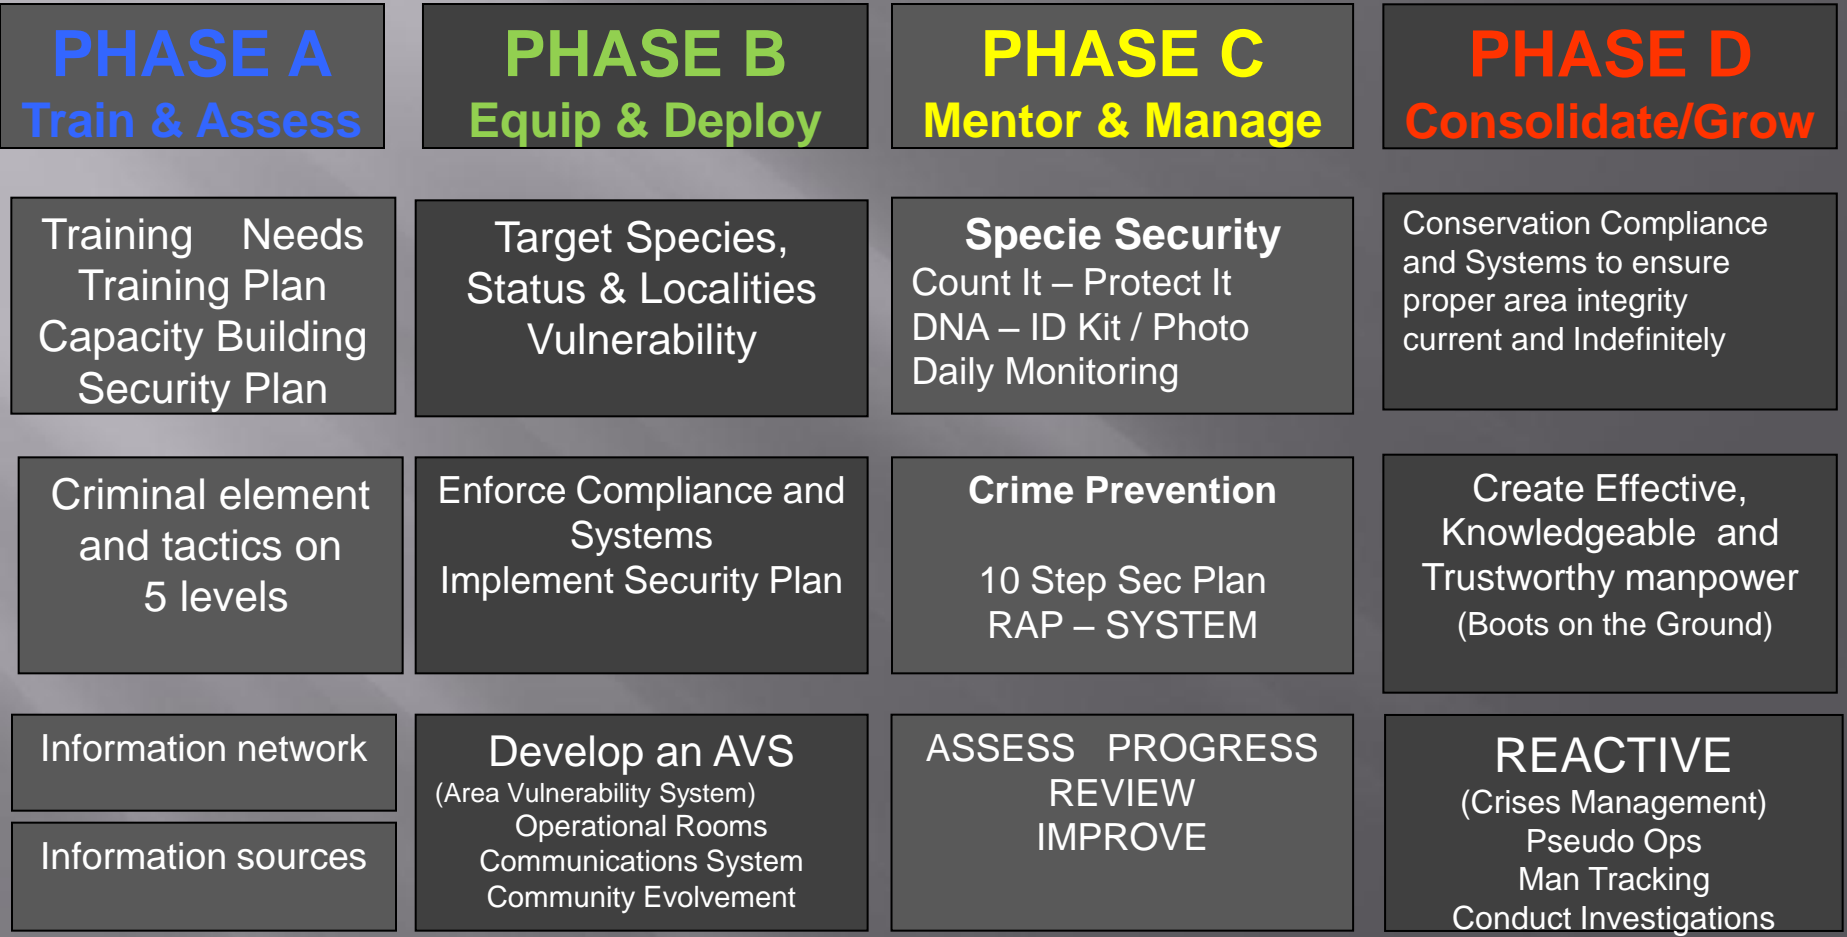 PHASE A
Train & Assess
PHASE B
Equip & Deploy
PHASE C
Mentor & Manage
PHASE D
Consolidate/Grow
Training Needs
Training Plan
Capacity Building
Security Plan
Target Species,
Status & Localities
Vulnerability
Specie Security
Count It – Protect It
DNA – ID Kit / Photo
Daily Monitoring
Conservation Compliance
and Systems to ensure
proper area integrity
current and Indefinitely
Criminal element
and tactics on
5 levels
Enforce Compliance and
Systems
Implement Security Plan
Crime Prevention
10 Step Sec Plan
RAP – SYSTEM
Create Effective,
Knowledgeable and
Trustworthy manpower
(Boots on the Ground)
Information network
Information sources
Develop an AVS
(Area Vulnerability System)
Operational Rooms
Communications System
Community Evolvement
ASSESS PROGRESS
REVIEW
IMPROVE
REACTIVE
(Crises Management)
Pseudo Ops
Man Tracking
Conduct Investigations